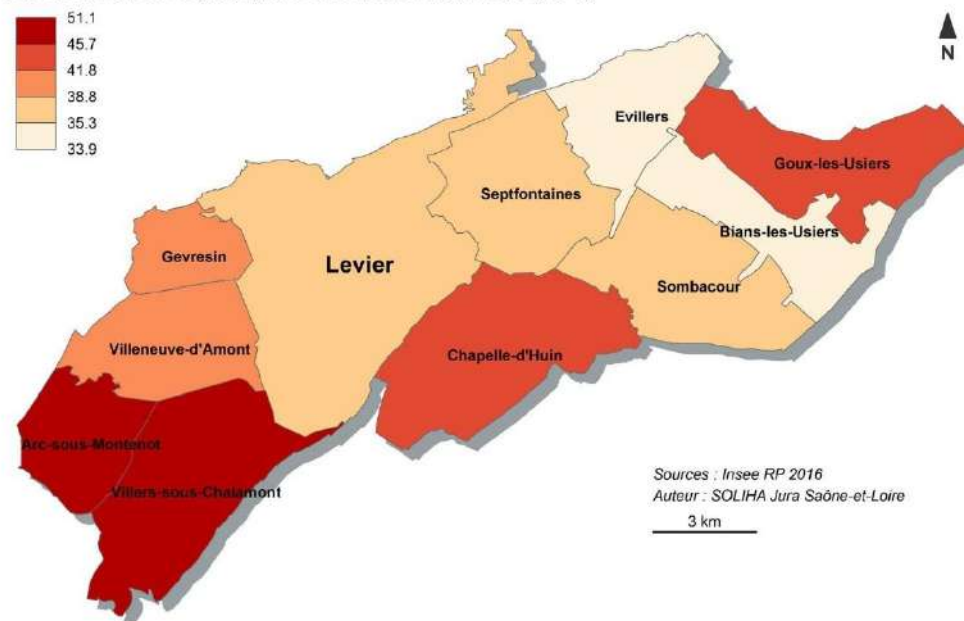 51.1
45.7
41.8
38.8
35.3
33.9
N
Evillers
Goux-les-Usiers
Septfontaines
Bians-les-Usiers
Gevresin
Levier
Sombacour
Villeneuve-d'Amont
Chapelle-d'Huin
Arc-sous-Montenot
Villers-sous-Chalamont
Sources : Insee RP 2016
Auteur : SOLIHA Jura Saône-et-Loire
3 km